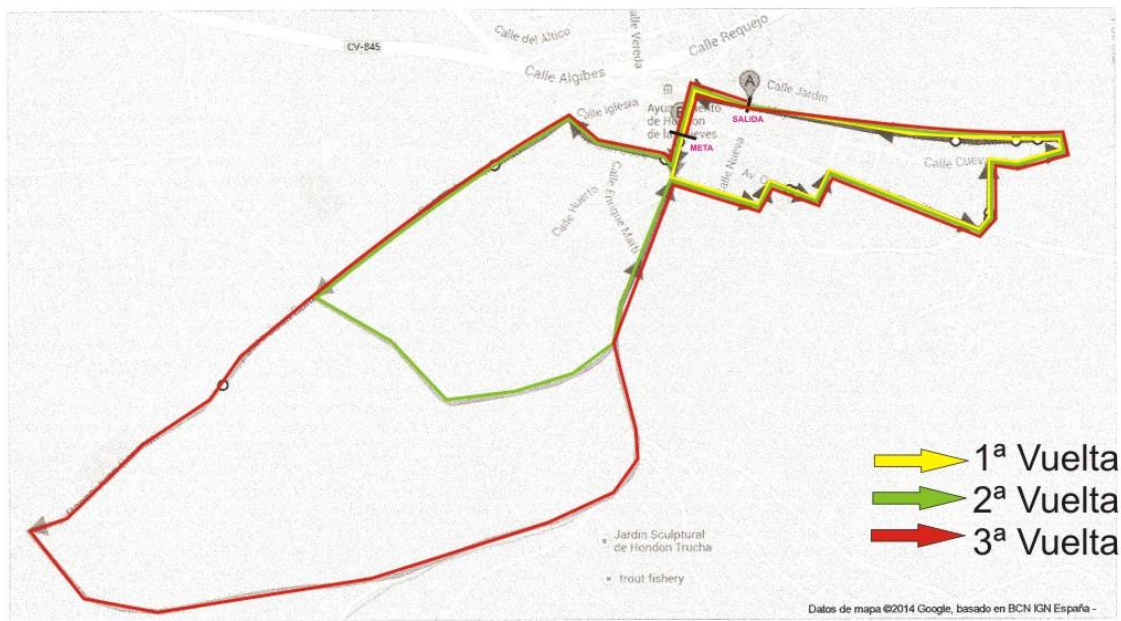 Calle del Altico
CV-845
Calle Vereda
Calle Requejo
Calle Algibes
A
Calle Jardín
Calle Iglesia
SALIDA
META
Calle Nueva
Calle Huerto
Calle Enrique Martí
1ª Vuelta
2ª Vuelta
3ª Vuelta
Jardín Sculptural
de Hondon Trucha
trout fishery
Datos de mapa ©2014 Google, basado en BCN IGN España -